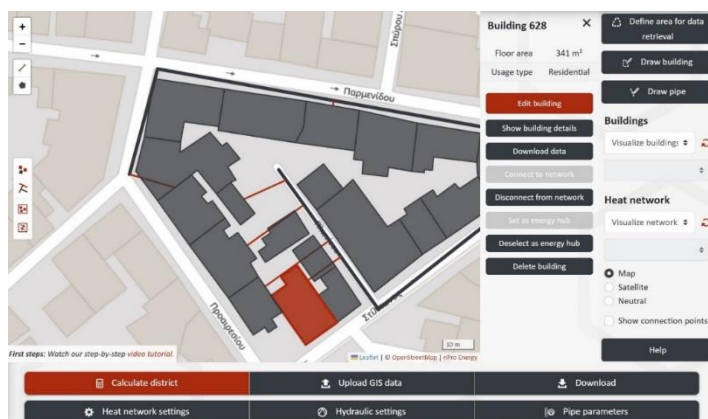 +
−
Σπύρου
Παρμενίδου
Προαιρεσίου
10 m
Leaflet | © OpenStreetMap | nPro Energy
First steps: Watch our step-by-step video tutorial.
Building 628 ×
Floor area 341 m²
Usage type Residential
Edit building
Show building details
Download data
Connect to network
Disconnect from network
Set as energy hub
Deselect as energy hub
Delete building
Define area for data
retrieval
Draw building
Draw pipe
Buildings
Visualize buildings
Heat network
Visualize network
Map
Satellite
Neutral
Show connection points
Help
Calculate district Upload GIS data Download
Heat network settings Hydraulic settings Pipe parameters